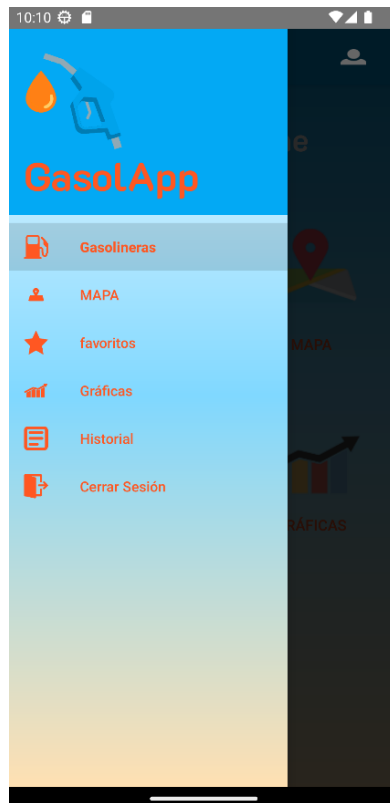 10:10
GasolApp
e
Gasolineras
MAPA
favoritos
Gráficas
Historial
Cerrar Sesión
MAPA
RÁFICAS